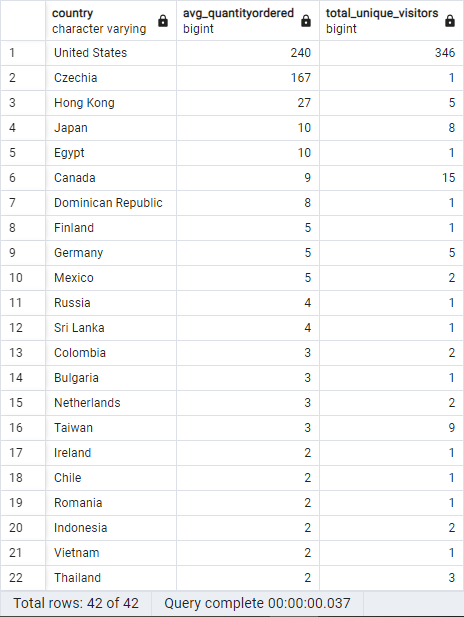 country avg_quantityordered total_unique_visitors
character varying bigint bigint
1 United States 240 346
2 Czechia 167 1
3 Hong Kong 27 5
4 Japan 10 8
5 Egypt 10 1
6 Canada 9 15
7 Dominican Republic 8 1
8 Finland 5 1
9 Germany 5 5
10 Mexico 5 2
11 Russia 4 1
12 Sri Lanka 4 1
13 Colombia 3 2
14 Bulgaria 3 1
15 Netherlands 3 2
16 Taiwan 3 9
17 Ireland 2 1
18 Chile 2 1
19 Romania 2 1
20 Indonesia 2 2
21 Vietnam 2 1
22 Thailand 2 3
Total rows: 42 of 42 Query complete 00:00:00.037